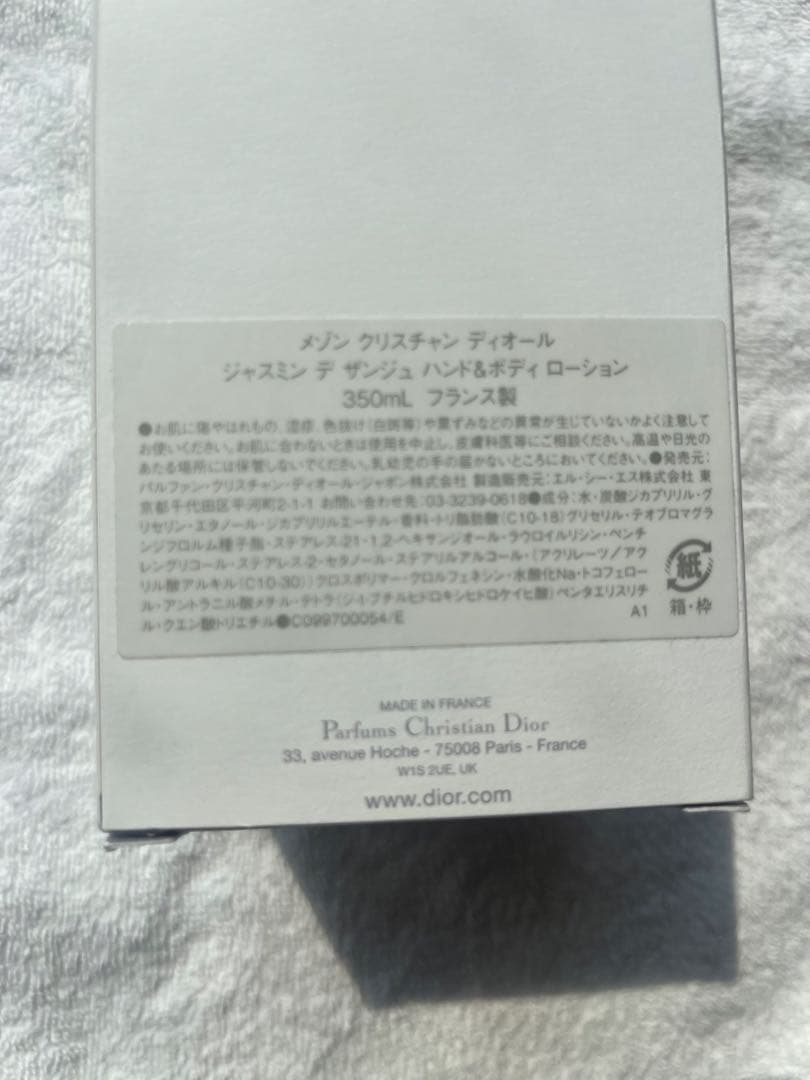 メゾン クリスチャン ディオール
ジャスミン デ ザンジュ ハンド&ボディ ローション
350mL フランス製
●お肌に傷やはれもの、湿疹、色抜け(白斑等)や黒ずみなどの異常が生じていないかよく注意して
お使いください。お肌に合わないときは使用を中止し、皮膚科医等にご相談ください。高温や日光の
あたる場所には保管しないでください。乳幼児の手の届かないところにおいてください。●発売元:
パルファン・クリスチャン・ディオール・ジャポン株式会社 製造販売元:エル・シー・エス株式会社 東
京都千代田区平河町2-1-1 お問い合わせ先:03-3239-0618●成分:水・炭酸ジカプリリル・グ
リセリン・エタノール・ジカプリリルエーテル・香料・トリ脂肪酸(C10-18)グリセリル・テオブロマグラ
ンジフロルム種子脂・ステアレス-21・1,2-ヘキサンジオール・ラウロイルリシン・ペンチ
レングリコール・ステアレス-2・セタノール・ステアリルアルコール・(アクリレーツ/アク
リル酸アルキル(C10-30))クロスポリマー・クロルフェネシン・水酸化Na・トコフェロー
ル・アントラニル酸メチル・テトラ(ジ-t-ブチルヒドロキシヒドロケイヒ酸)ペンタエリスリチ
ル・クエン酸トリエチル●C099700054/E
A1
紙
箱・枠
MADE IN FRANCE
Parfums Christian Dior
33, avenue Hoche - 75008 Paris - France
W1S 2UE, UK
www.dior.com